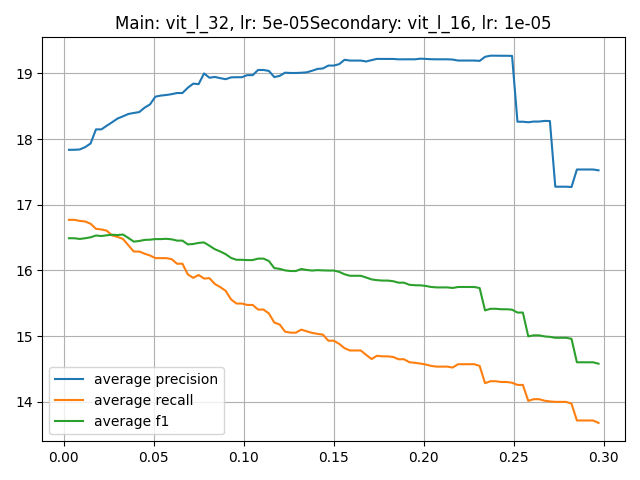 Main: vit_l_32, lr: 5e-05Secondary: vit_l_16, lr: 1e-05
19
18
17
16
15
14
average precision
average recall
average f1
0.00 0.05 0.10 0.15 0.20 0.25 0.30